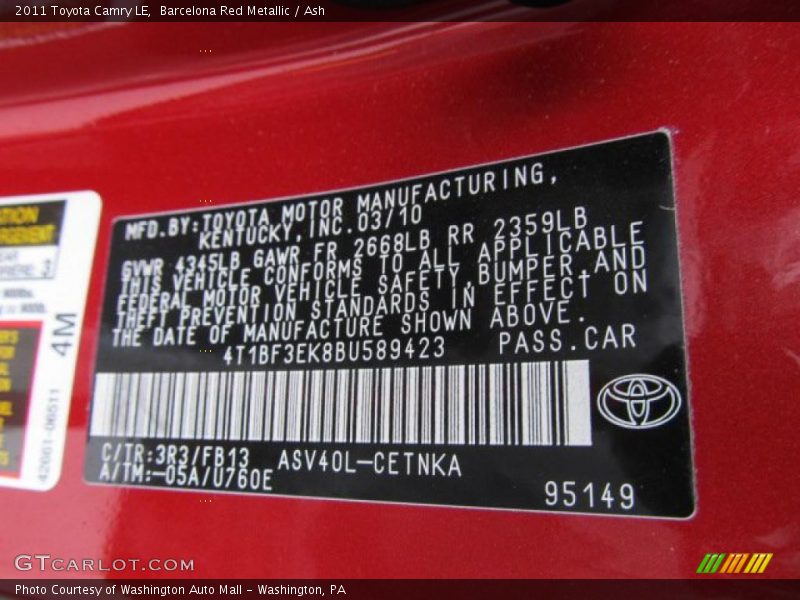 2011 Toyota Camry LE, Barcelona Red Metallic / Ash
MFD.BY:TOYOTA MOTOR MANUFACTURING,
KENTUCKY,INC.03/10
GVWR 4345LB GAWR FR 2668LB RR 2359LB
THIS VEHICLE CONFORMS TO ALL APPLICABLE
FEDERAL MOTOR VEHICLE SAFETY,BUMPER,AND
THEFT PREVENTION STANDARDS IN EFFECT ON
THE DATE OF MANUFACTURE SHOWN ABOVE.
4T1BF3EK8BU589423 PASS.CAR
C/TR:3R3/FB13 ASV40L-CETNKA
A/TM:-05A/U760E
95149
4M
42661-06511
GTCARLOT.COM
Photo Courtesy of Washington Auto Mall - Washington, PA